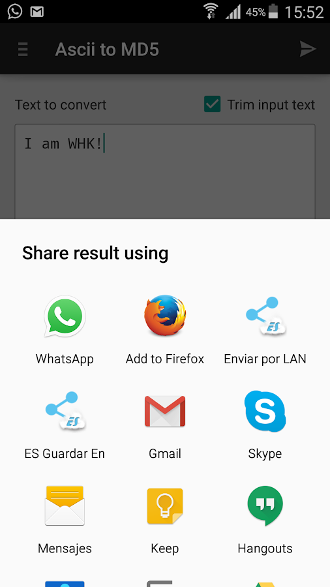 45% 15:52
Ascii to MD5
Text to convert Trim input text
I am WHK!
Share result using
WhatsApp Add to Firefox Enviar por LAN
ES ES Guardar En Gmail Skype
Mensajes Keep Hangouts